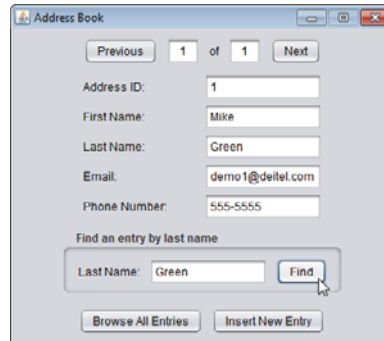 Address Book
Previous 1 of 1 Next
Address ID: 1
First Name: Mike
Last Name: Green
Email: demo1@deitel.com
Phone Number: 555-5555
Find an entry by last name
Last Name: Green Find
Browse All Entries Insert New Entry